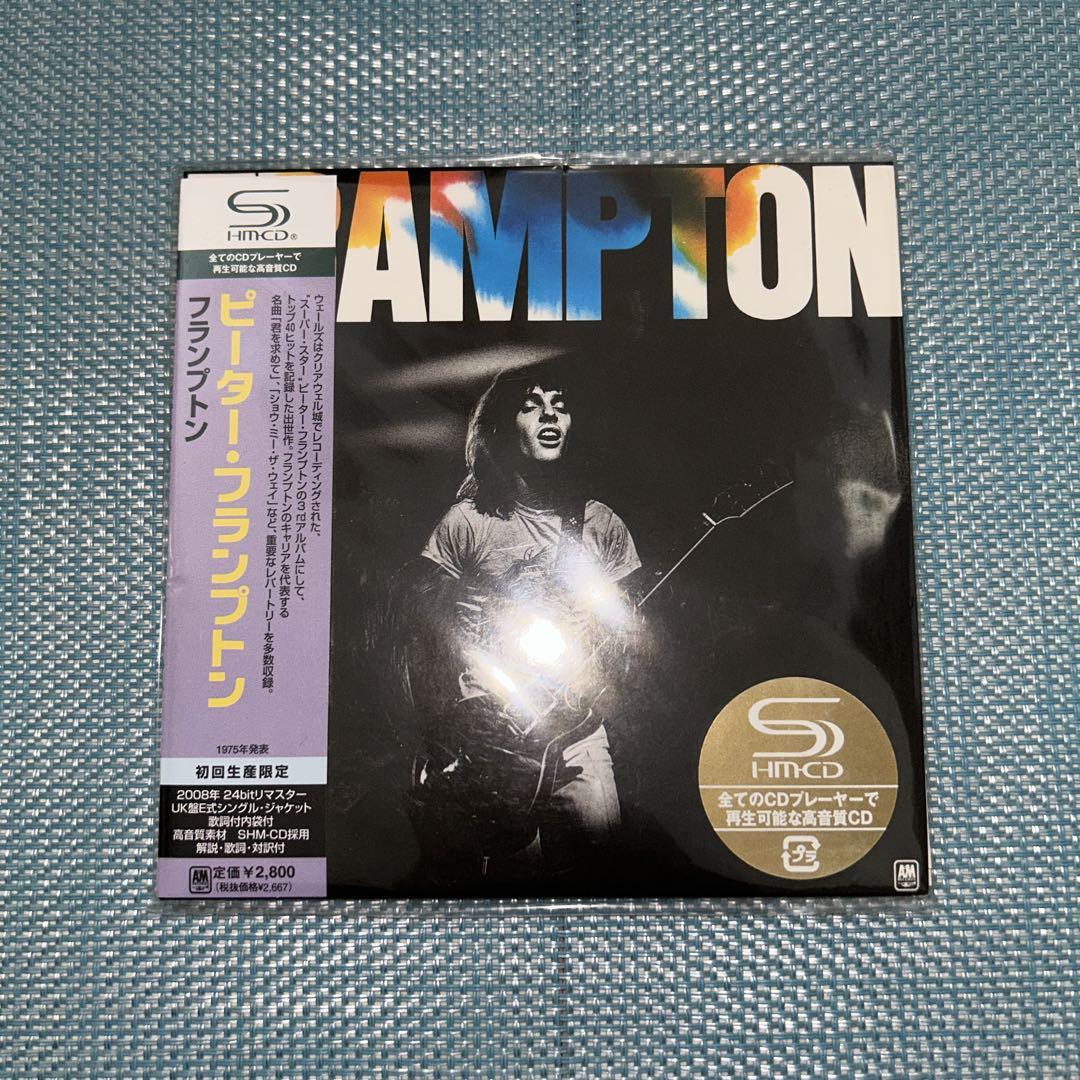 RAMPTON
SHM-CD®
全てのCDプレーヤーで
再生可能な高音質CD
ピーター・フランプトン
フランプトン
ウェールズはクリアウェル城でレコーディングされた、
"スーパー・スター"ピーター・フランプトンの3rdアルバムにして、
トップ40ヒットを記録した出世作。フランプトンのキャリアを代表する
名曲「君を求めて」、「ショウ・ミー・ザ・ウェイ」など、重要なレパートリーを多数収録。
1975年発表
初回生産限定
2008年 24bitリマスター
UK盤E式シングル・ジャケット
歌詞付内袋付
高音質素材 SHM-CD採用
解説・歌詞・対訳付
AM
定価¥2,800
(税抜価格¥2,667)
SHM-CD
全てのCDプレーヤーで
再生可能な高音質CD
プラ
AM